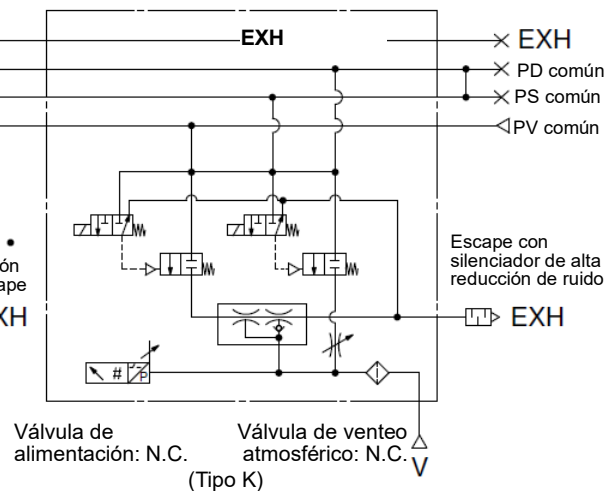 EXH
EXH
PD común
PS común
PV común
•
ón
ape
XH
Escape con
silenciador de alta
reducción de ruido
EXH
#
P
Válvula de
alimentación: N.C.
Válvula de venteo
atmosférico: N.C.
V
(Tipo K)